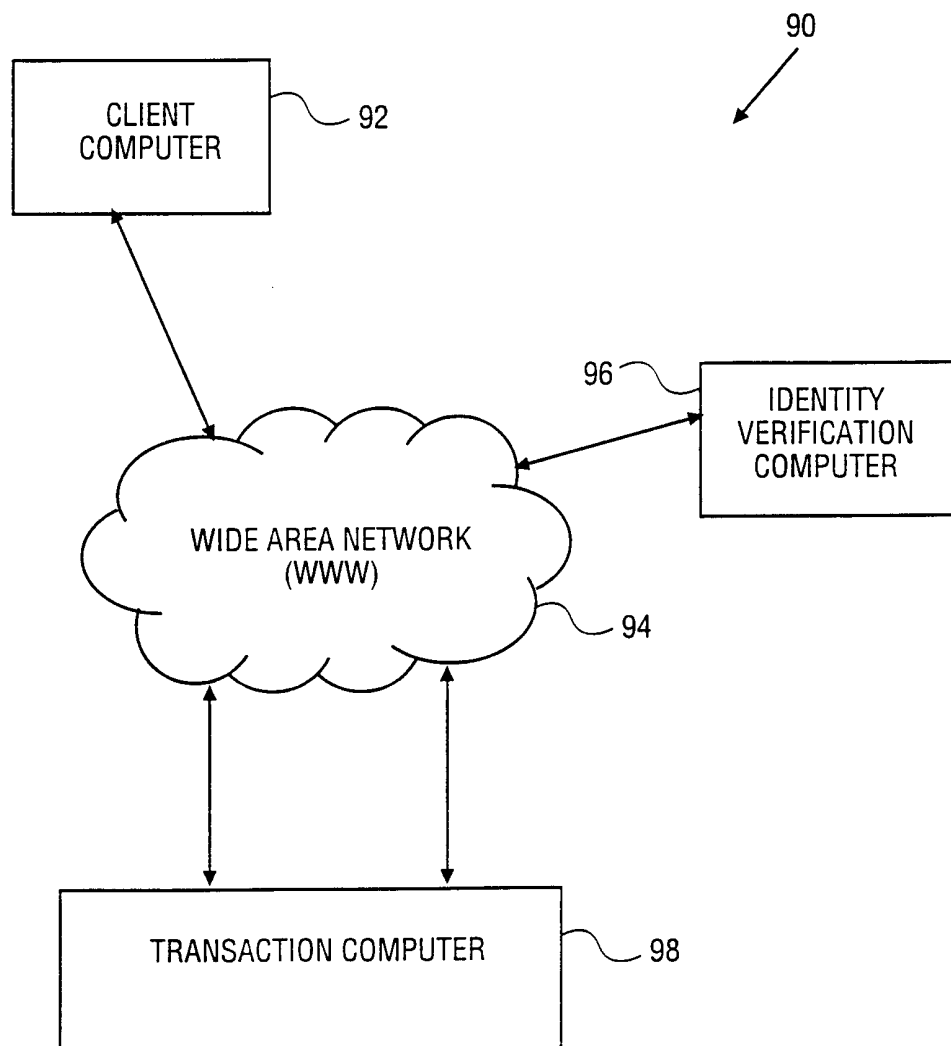 90
CLIENT
COMPUTER
92
96
IDENTITY
VERIFICATION
COMPUTER
WIDE AREA NETWORK
(WWW)
94
TRANSACTION COMPUTER
98